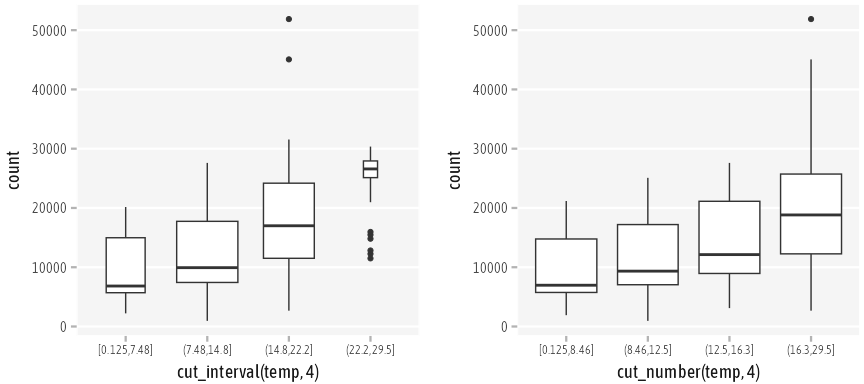 50000
40000
30000
20000
10000
0
count
[0.125,7.48] (7.48,14.8] (14.8,22.2] (22.2,29.5]
cut_interval(temp, 4)
50000
40000
30000
20000
10000
0
count
[0.125,8.46] (8.46,12.5] (12.5,16.3] (16.3,29.5]
cut_number(temp, 4)